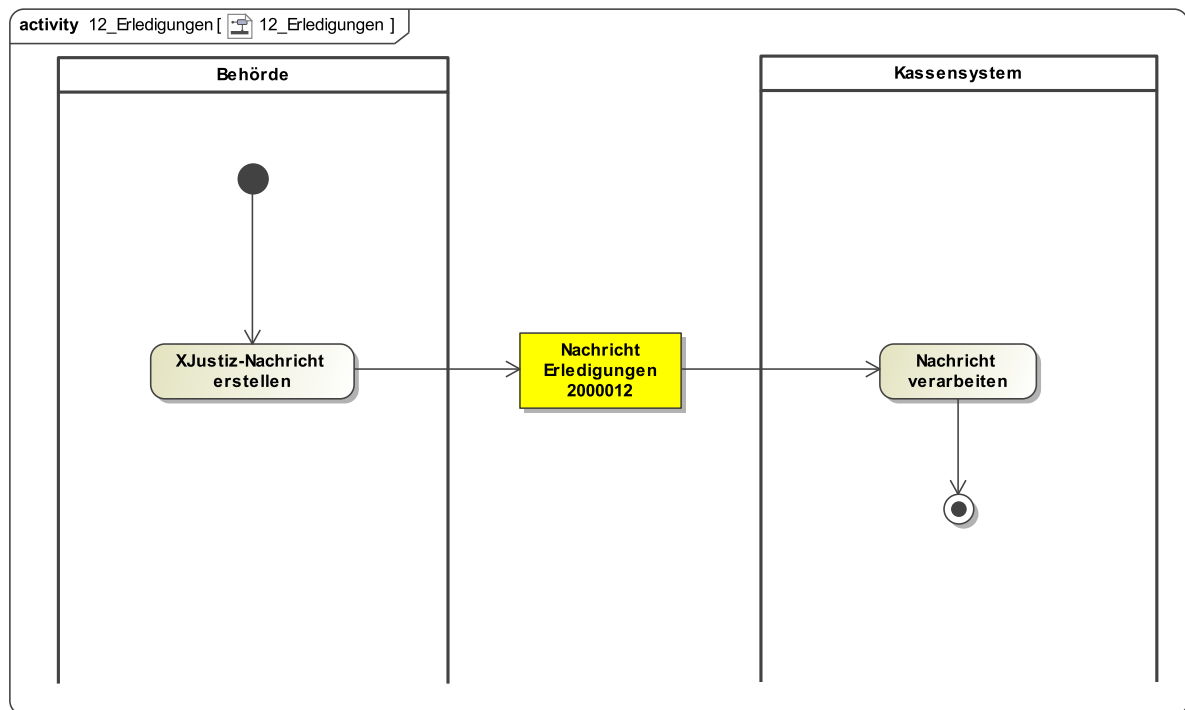 activity 12_Erledigungen [ 12_Erledigungen ]
Behörde
Kassensystem
XJustiz-Nachricht
erstellen
Nachricht
Erledigungen
2000012
Nachricht
verarbeiten